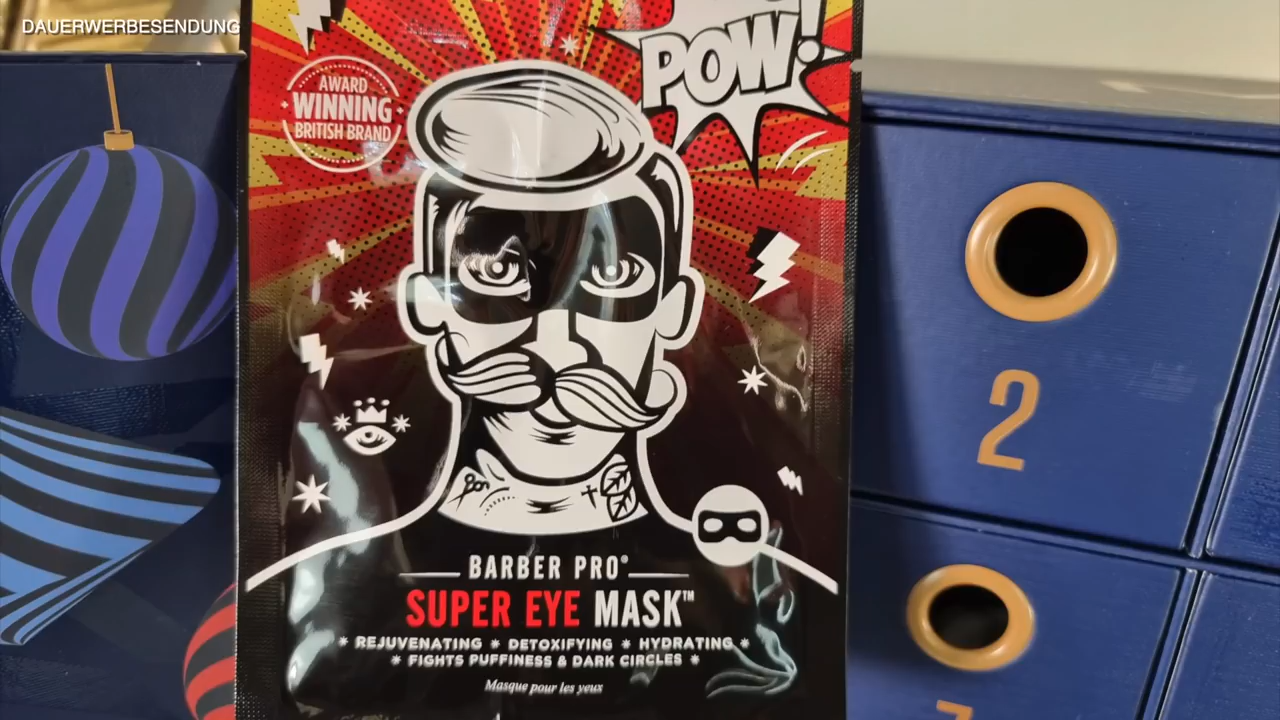 DAUERWERBESENDUNG
POW!
AWARD
WINNING
BRITISH BRAND
2
BARBER PRO®
SUPER EYE MASK™
* REJUVENATING * DETOXIFYING * HYDRATING *
* FIGHTS PUFFINESS & DARK CIRCLES *
Masque pour les yeux